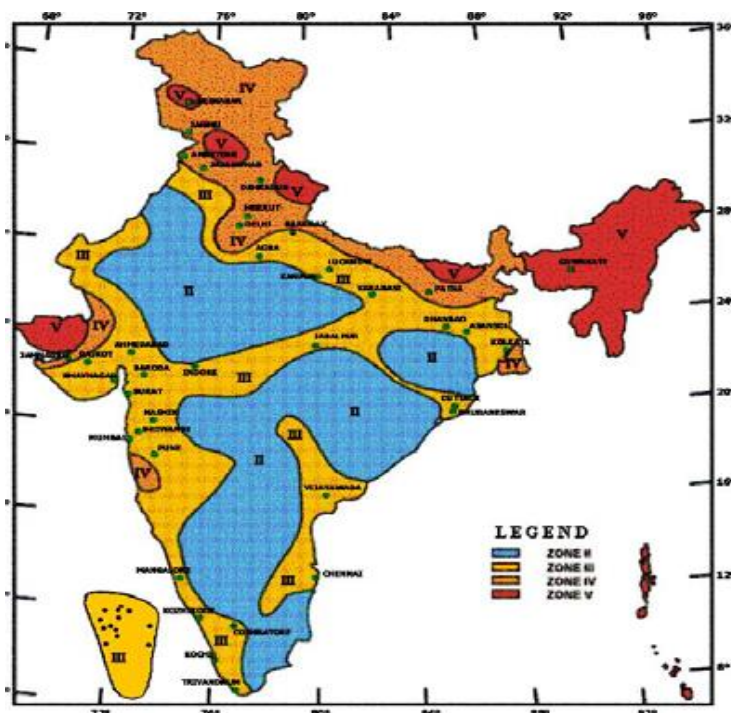 68° 72° 76° 80° 84° 88° 92° 96°
32°
28°
24°
20°
16°
12°
8°
IV
V
V
AMRITSAR
III
DEHRADUN
V
MEERUT
DELHI
IV
AGRA
III
LUCKNOW
III
V
PATNA
V
GUWAHATI
VARANASI
II
V
IV
DHANBAD
ASANSOL
AHMEDABAD
JABALPUR
KOLKATA
RAJKOT
II
IV
BARODA
INDORE
III
BHAVNAGAR
SURAT
II
CUTTACK
BHUBANESWAR
NASHIK
III
MUMBAI
PUNE
II
IV
VIJAYAWADA
LEGEND
ZONE II
ZONE III
ZONE IV
ZONE V
MANGALORE
III
CHENNAI
KOZHIKODE
COIMBATORE
III
III
KOCHI
TRIVANDRUM